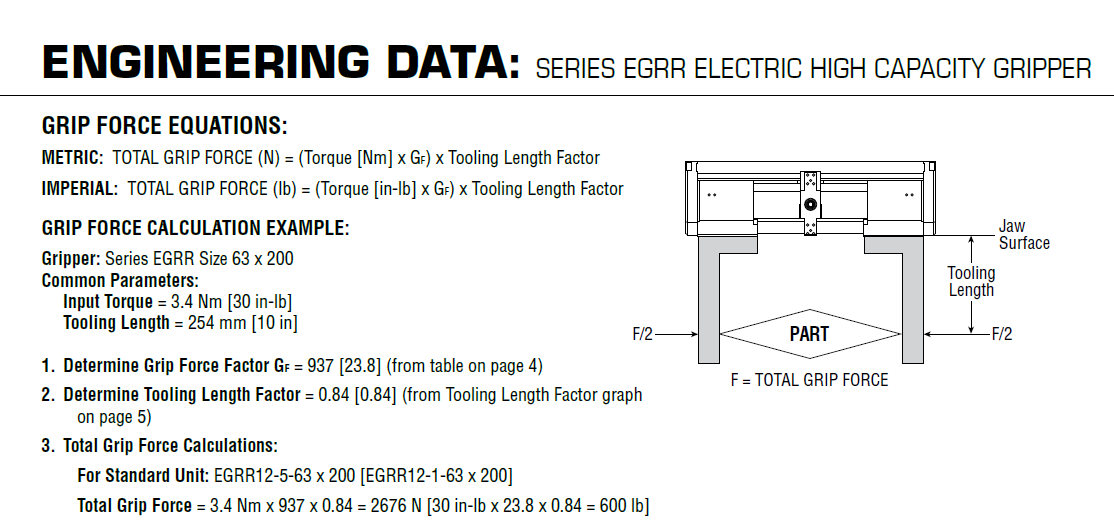 ENGINEERING DATA: SERIES EGRR ELECTRIC HIGH CAPACITY GRIPPER
GRIP FORCE EQUATIONS:
METRIC: TOTAL GRIP FORCE (N) = (Torque [Nm] x GF) x Tooling Length Factor
IMPERIAL: TOTAL GRIP FORCE (lb) = (Torque [in-lb] x GF) x Tooling Length Factor
GRIP FORCE CALCULATION EXAMPLE:
Gripper: Series EGRR Size 63 x 200
Common Parameters:
Input Torque = 3.4 Nm [30 in-lb]
Tooling Length = 254 mm [10 in]
1. Determine Grip Force Factor GF = 937 [23.8] (from table on page 4)
2. Determine Tooling Length Factor = 0.84 [0.84] (from Tooling Length Factor graph
on page 5)
3. Total Grip Force Calculations:
For Standard Unit: EGRR12-5-63 x 200 [EGRR12-1-63 x 200]
Total Grip Force = 3.4 Nm x 937 x 0.84 = 2676 N [30 in-lb x 23.8 x 0.84 = 600 lb]
Jaw
Surface
Tooling
Length
F/2
PART
F/2
F = TOTAL GRIP FORCE